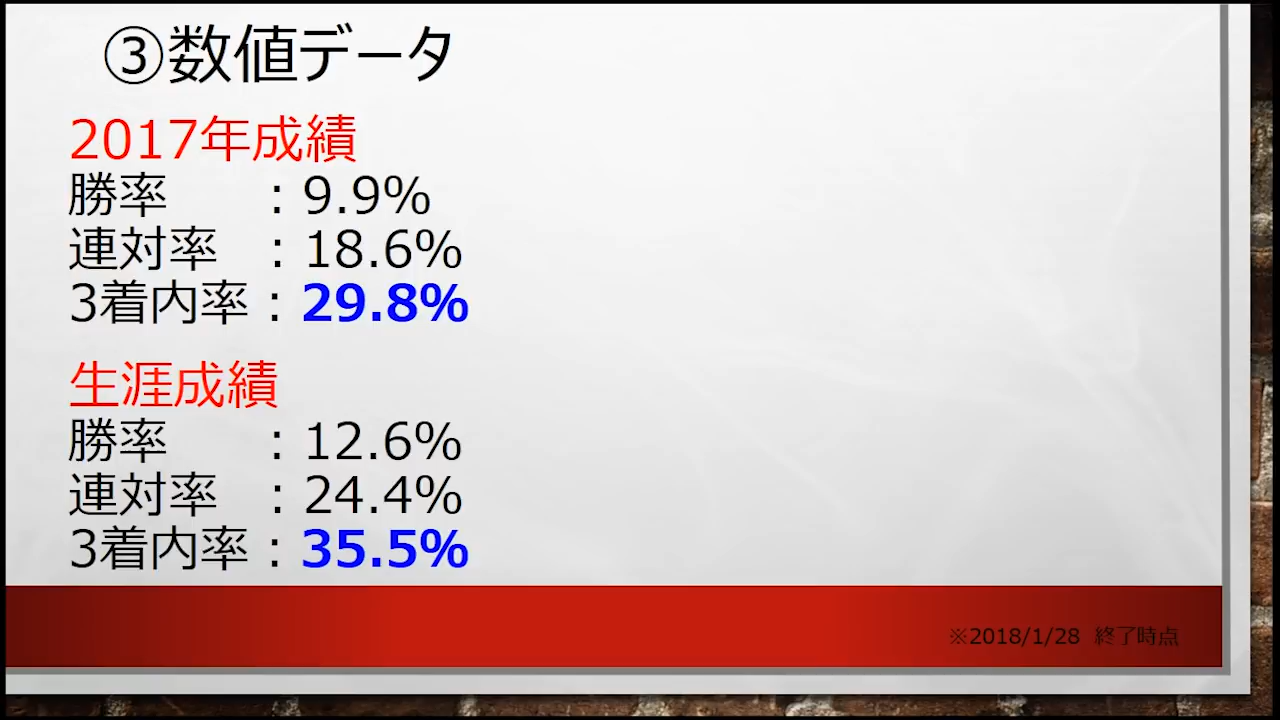 ③数値データ
2017年成績
勝率 : 9.9%
連対率 : 18.6%
3着内率 : 29.8%
生涯成績
勝率 : 12.6%
連対率 : 24.4%
3着内率 : 35.5%
※2018/1/28 終了時点